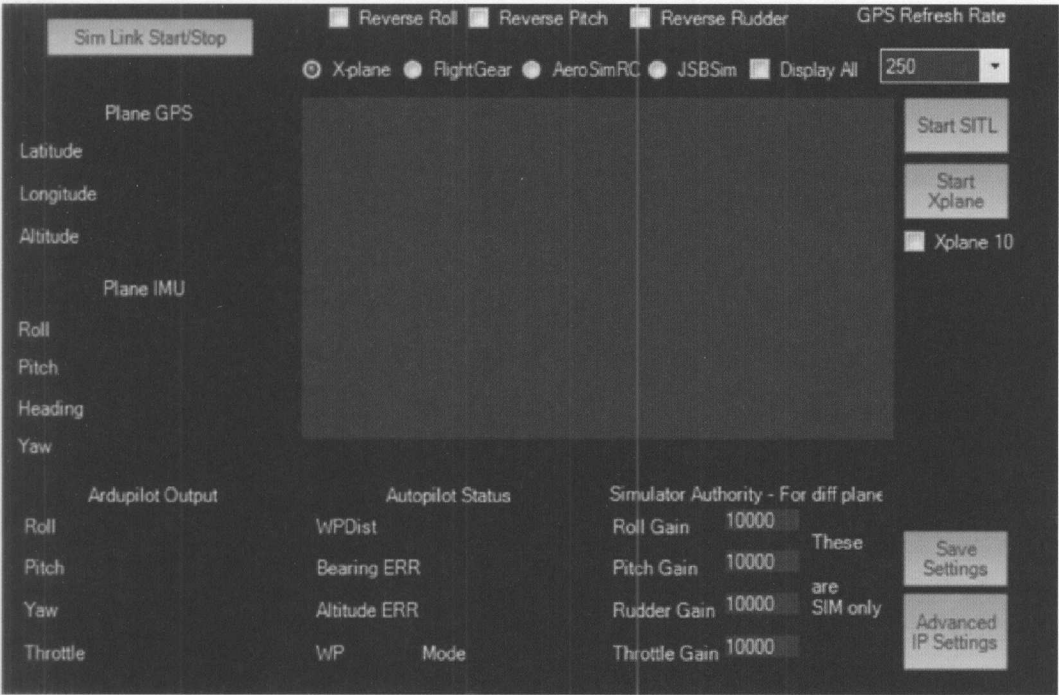 Sim Link Start/Stop
Reverse Roll Reverse Pitch Reverse Rudder
GPS Refresh Rate
X-plane FlightGear AeroSimRC JSBSim Display All
250
Plane GPS
Latitude
Longitude
Altitude
Start SITL
Start
Xplane
Xplane 10
Plane IMU
Roll
Pitch
Heading
Yaw
Ardupilot Output
Roll
Pitch
Yaw
Throttle
Autopilot Status
WPDist
Bearing ERR
Altitude ERR
WP Mode
Simulator Authority - For diff plane
Roll Gain 10000
Pitch Gain 10000
Rudder Gain 10000
Throttle Gain 10000
These
are
SIM only
Save
Settings
Advanced
IP Settings